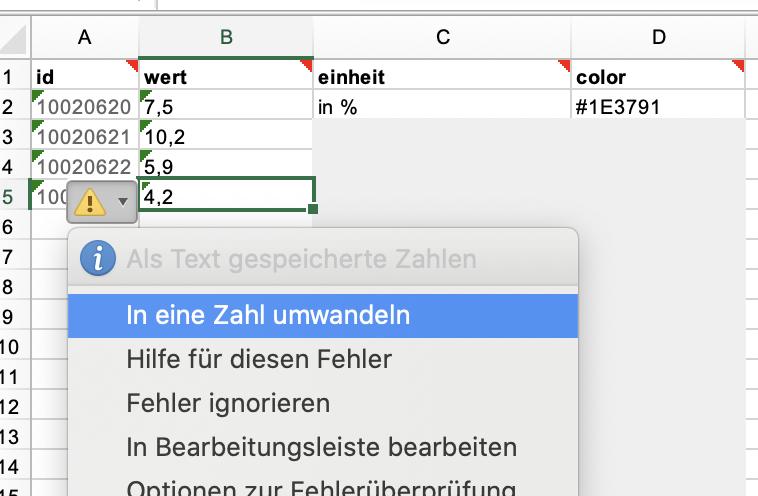 A B C D
1 id wert einheit color
2 10020620 7,5 in % #1E3791
3 10020621 10,2
4 10020622 5,9
5 4,2
6
7 Als Text gespeicherte Zahlen
8
9 In eine Zahl umwandeln
10 Hilfe für diesen Fehler
11
12 Fehler ignorieren
13 In Bearbeitungsleiste bearbeiten
14
15 Optionen zur Fehlerüberprüfung